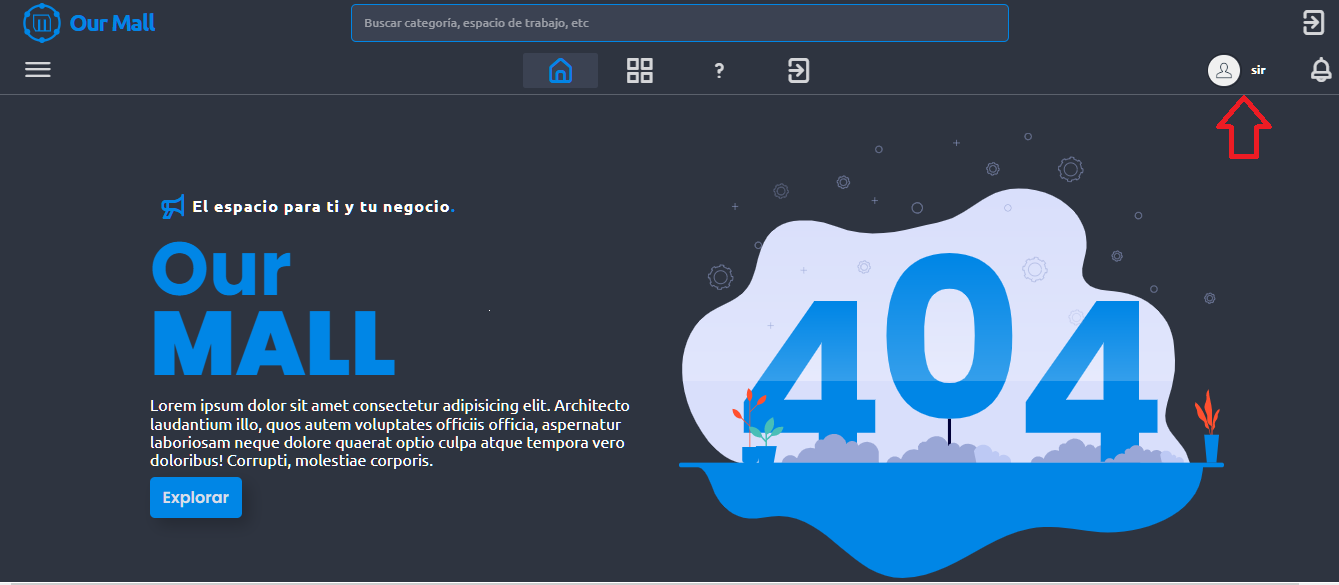 Our Mall
Buscar categoria, espacio de trabajo, etc
?
sir
El espacio para ti y tu negocio.
Our
MALL
404
Lorem ipsum dolor sit amet consectetur adipisicing elit. Architecto
laudantium illo, quos autem voluptates officiis officia, aspernatur
laboriosam neque dolore quaerat optio culpa atque tempora vero
doloribus! Corrupti, molestiae corporis.
Explorar